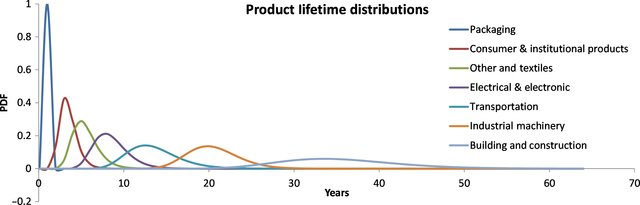 Product lifetime distributions
1
0.8
0.6
0.4
0.2
0
−0.2
PDF
0
10
20
30
40
50
60
70
Years
Packaging
Consumer & institutional products
Other and textiles
Electrical & electronic
Transportation
Industrial machinery
Building and construction